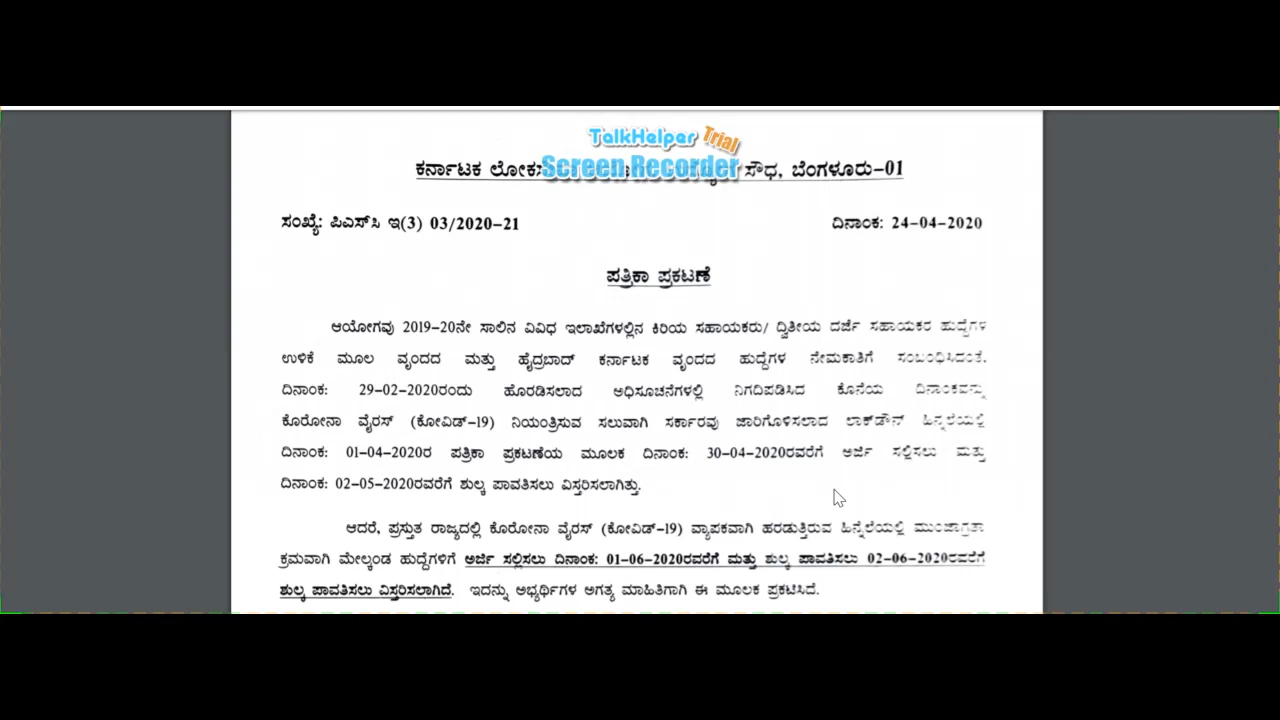 TalkHelper Trial
Screen Recorder
ಕರ್ನಾಟಕ ಸೌಧ, ಬೆಂಗಳೂರು-01
ಸಂಖ್ಯೆ: ಪಿಎಸ್‌ಸಿ ಇ(3) 03/2020-21 ದಿನಾಂಕ: 24-04-2020
ಪತ್ರಿಕಾ ಪ್ರಕಟಣೆ
ಆಯೋಗವು 2019-20ನೇ ಸಾಲಿನ ವಿವಿಧ ಇಲಾಖೆಗಳಲ್ಲಿನ ಕಿರಿಯ ಸಹಾಯಕರು/ ದ್ವಿತೀಯ ದರ್ಜೆ ಸಹಾಯಕರ ಹುದ್ದೆಗಳ
ಉಳಿಕೆ ಮೂಲ ವೃಂದದ ಮತ್ತು ಹೈದ್ರಬಾದ್ ಕರ್ನಾಟಕ ವೃಂದದ ಹುದ್ದೆಗಳ ನೇಮಕಾತಿಗೆ ಸಂಬಂಧಿಸಿದಂತೆ.
ದಿನಾಂಕ: 29-02-2020ರಂದು ಹೊರಡಿಸಲಾದ ಅಧಿಸೂಚನೆಗಳಲ್ಲಿ ನಿಗದಿಪಡಿಸಿದ ಕೊನೆಯ ದಿನಾಂಕವನ್ನು
ಕೊರೋನಾ ವೈರಸ್ (ಕೋವಿಡ್-19) ನಿಯಂತ್ರಿಸುವ ಸಲುವಾಗಿ ಸರ್ಕಾರವು ಜಾರಿಗೊಳಿಸಲಾದ ಲಾಕ್‌ಡೌನ್ ಹಿನ್ನಲೆಯಲ್ಲಿ
ದಿನಾಂಕ: 01-04-2020ರ ಪತ್ರಿಕಾ ಪ್ರಕಟಣೆಯ ಮೂಲಕ ದಿನಾಂಕ: 30-04-2020ರವರೆಗೆ ಅರ್ಜಿ ಸಲ್ಲಿಸಲು ಮತ್ತು
ದಿನಾಂಕ: 02-05-2020ರವರೆಗೆ ಶುಲ್ಕ ಪಾವತಿಸಲು ವಿಸ್ತರಿಸಲಾಗಿತ್ತು.
ಆದರೆ, ಪ್ರಸ್ತುತ ರಾಜ್ಯದಲ್ಲಿ ಕೊರೋನಾ ವೈರಸ್ (ಕೋವಿಡ್-19) ವ್ಯಾಪಕವಾಗಿ ಹರಡುತ್ತಿರುವ ಹಿನ್ನೆಲೆಯಲ್ಲಿ ಮುಂಜಾಗ್ರತಾ
ಕ್ರಮವಾಗಿ ಮೇಲ್ಕಂಡ ಹುದ್ದೆಗಳಿಗೆ ಅರ್ಜಿ ಸಲ್ಲಿಸಲು ದಿನಾಂಕ: 01-06-2020ರವರೆಗೆ ಮತ್ತು ಶುಲ್ಕ ಪಾವತಿಸಲು 02-06-2020ರವರೆಗೆ
ಶುಲ್ಕ ಪಾವತಿಸಲು ವಿಸ್ತರಿಸಲಾಗಿದೆ. ಇದನ್ನು ಅಭ್ಯರ್ಥಿಗಳ ಅಗತ್ಯ ಮಾಹಿತಿಗಾಗಿ ಈ ಮೂಲಕ ಪ್ರಕಟಿಸಿದೆ.